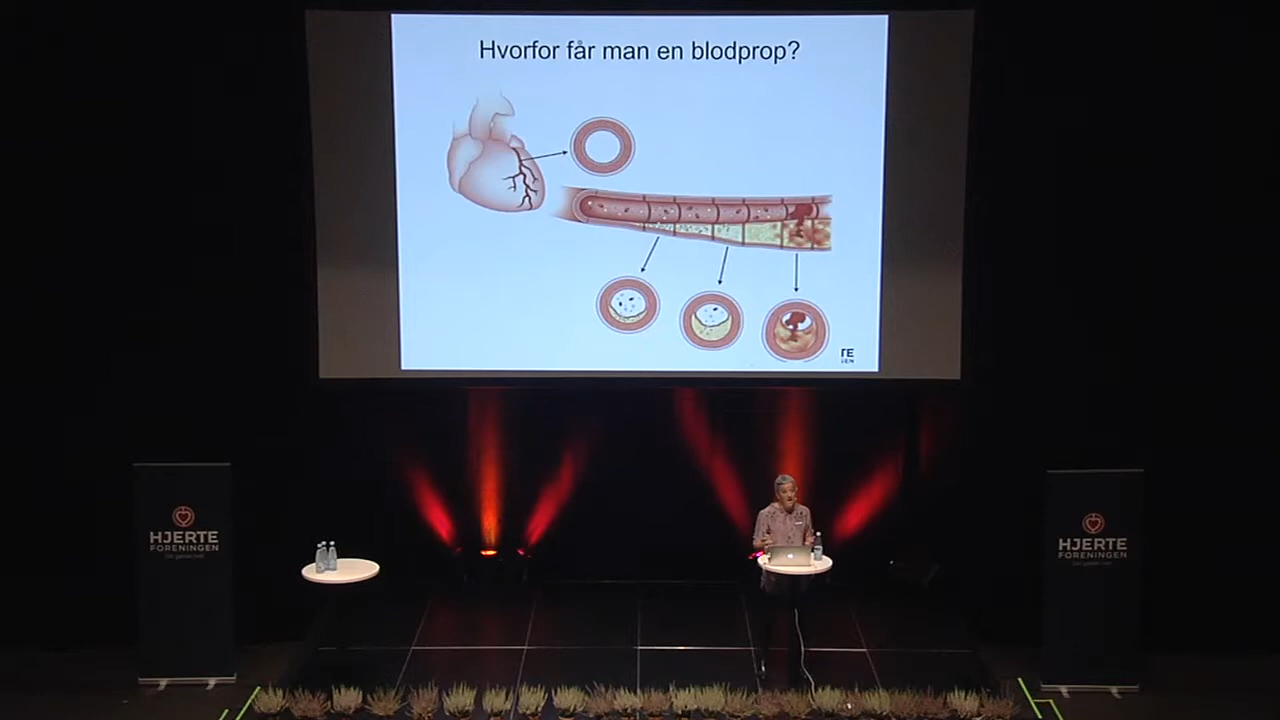 Hvorfor får man en blodprop?
HJERTE
FORENINGEN
HJERTE
FORENINGEN